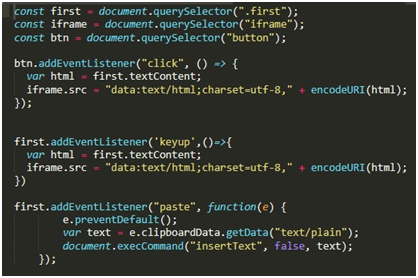 const first = document.querySelector(".first");
const iframe = document.querySelector("iframe");
const btn = document.querySelector("button");

btn.addEventListener("click", () => {
  var html = first.textContent;
  iframe.src = "data:text/html;charset=utf-8," + encodeURI(html);
});


first.addEventListener('keyup',()=>{
  var html = first.textContent;
  iframe.src = "data:text/html;charset=utf-8," + encodeURI(html);
})

first.addEventListener("paste", function(e) {
        e.preventDefault();
        var text = e.clipboardData.getData("text/plain");
        document.execCommand("insertText", false, text);
    });